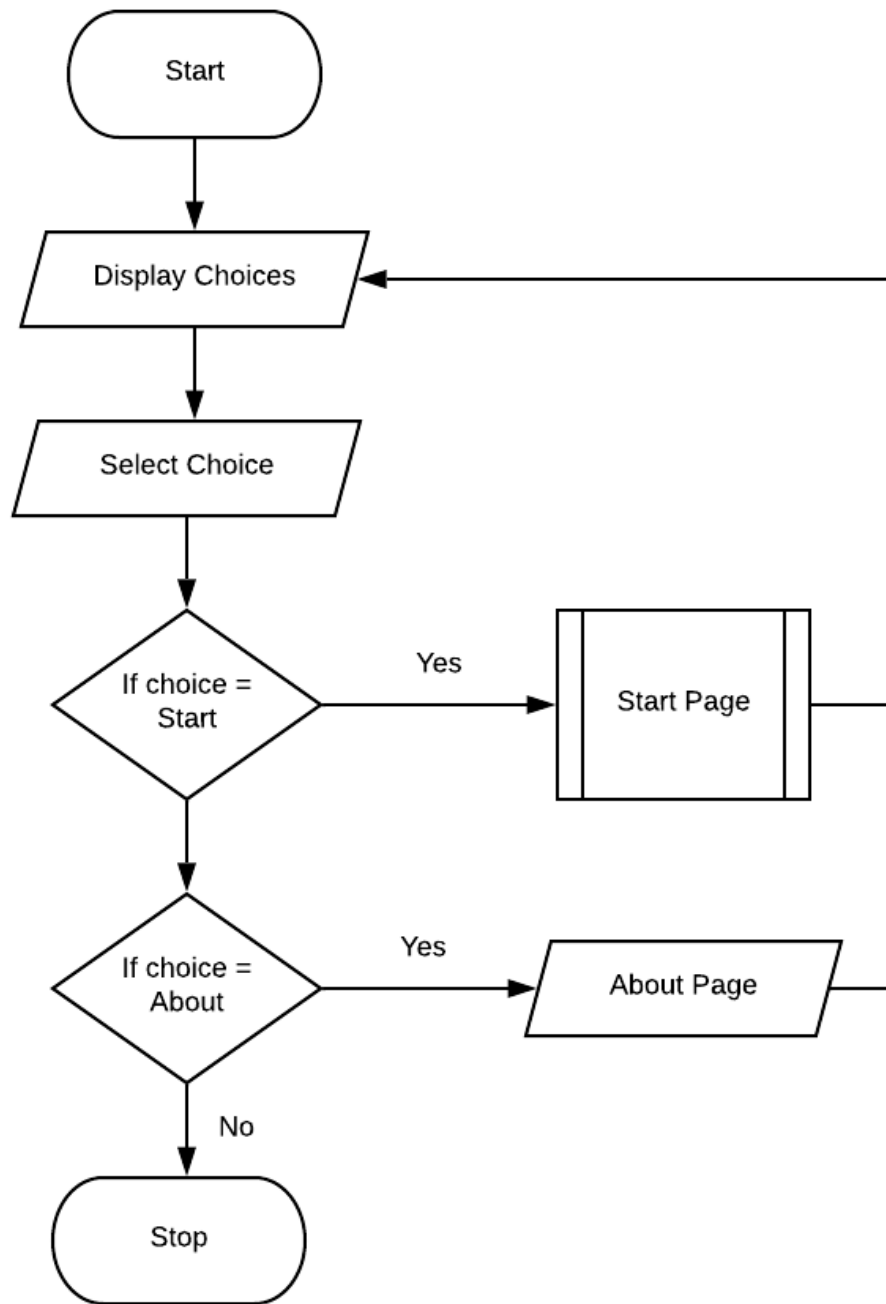 Start
Display Choices
Select Choice
If choice =
Start
Yes
Start Page
If choice =
About
Yes
About Page
No
Stop